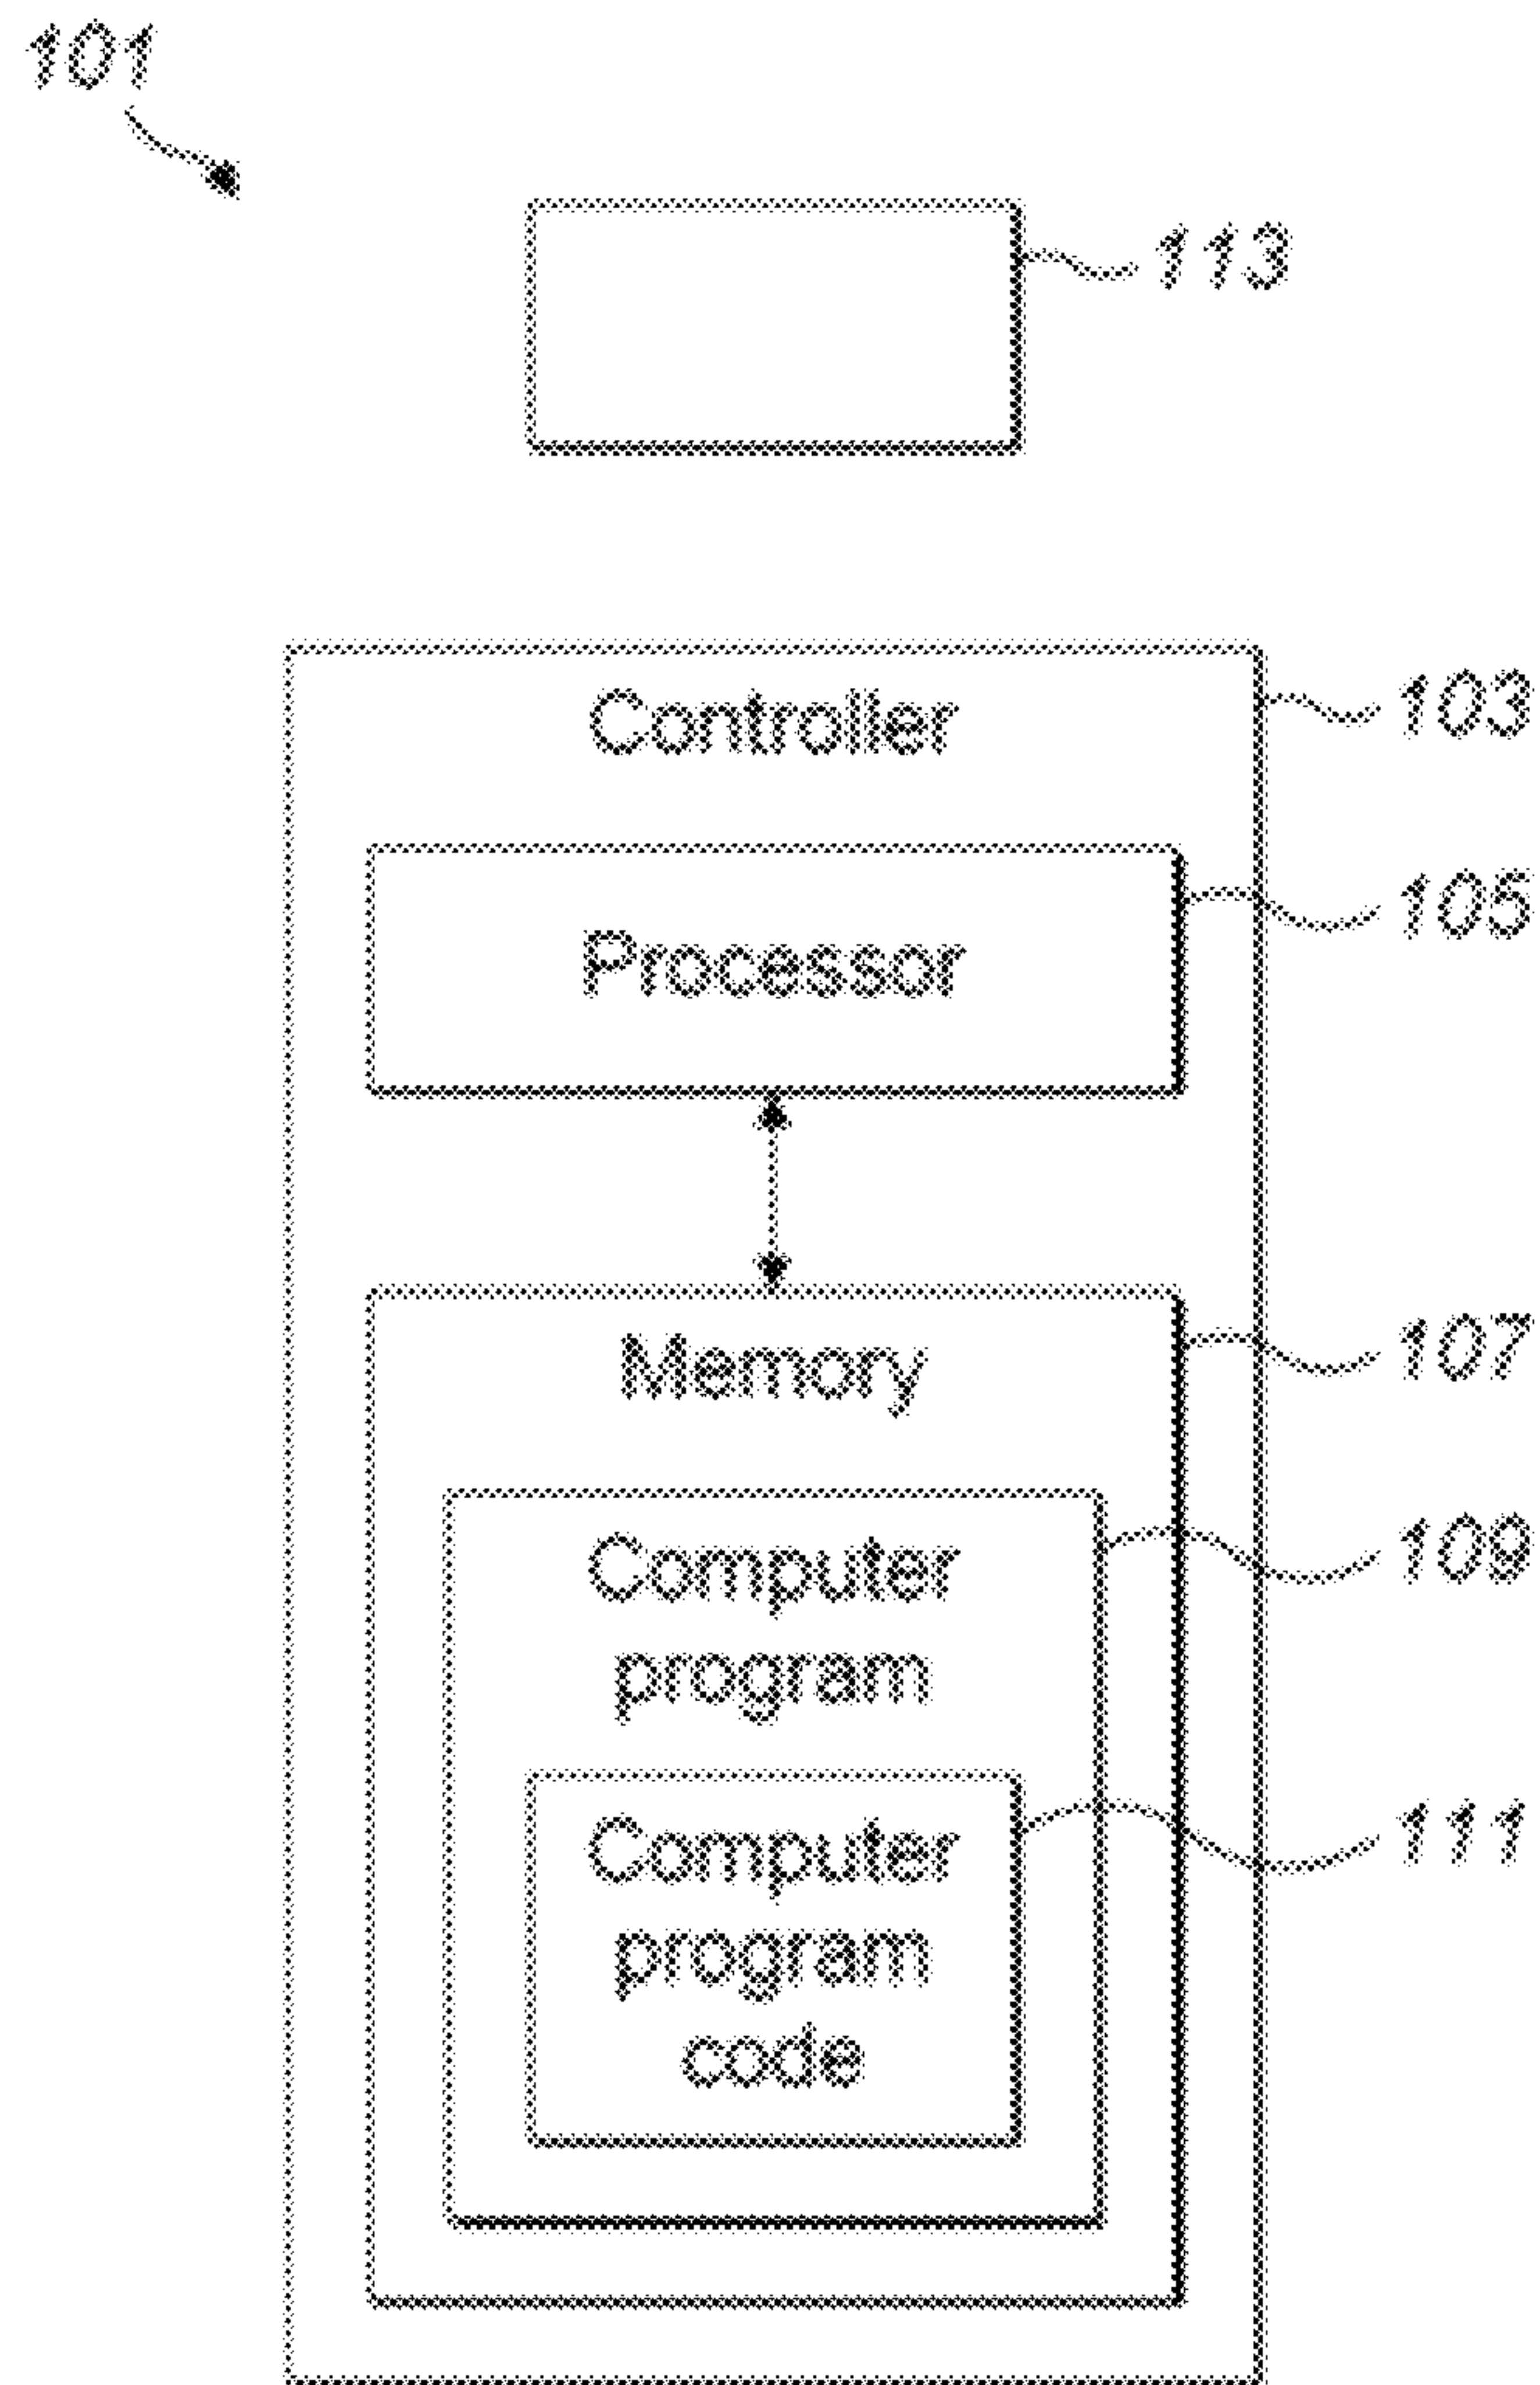 101
113
Controller
103
Processor
105
Memory
107
Computer
program
109
Computer
program
code
111